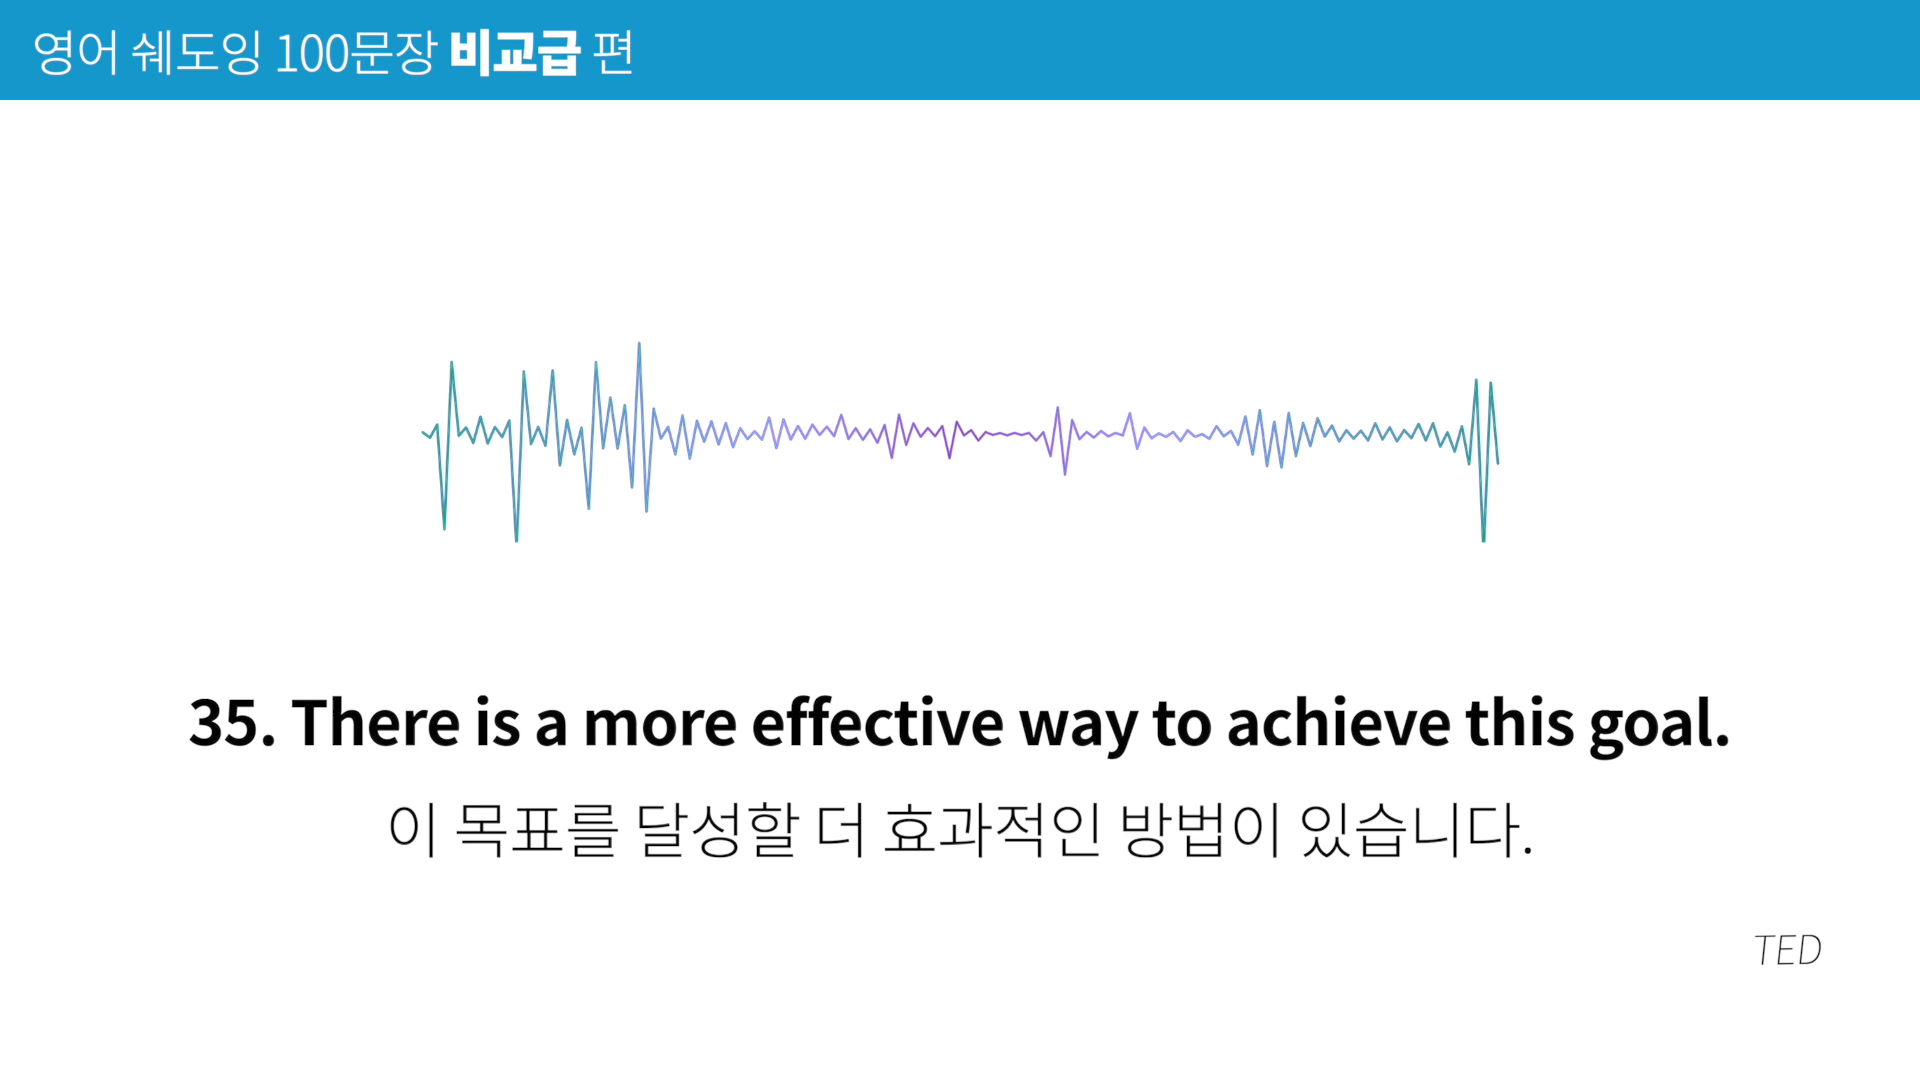 영어 쉐도잉 100문장 비교급 편
35. There is a more effective way to achieve this goal.
이 목표를 달성할 더 효과적인 방법이 있습니다.
TED